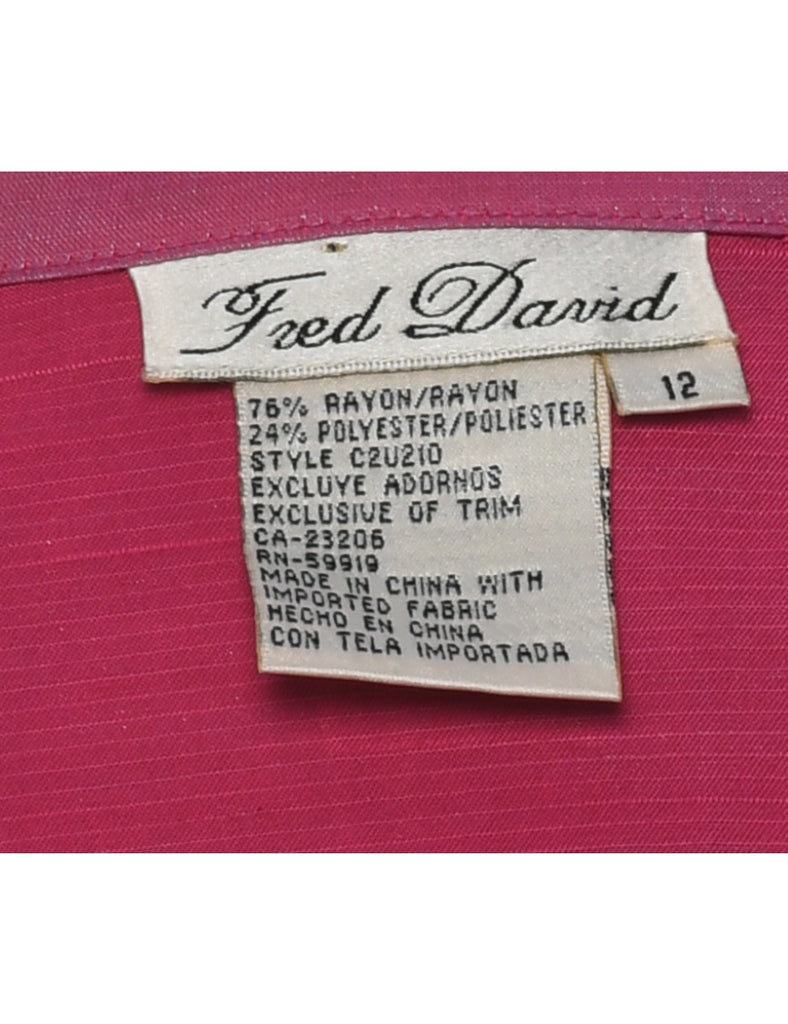 Fred David
12
76% RAYON/RAYON
24% POLYESTER/POLIESTER
STYLE C2U210
EXCLUYE ADORNOS
EXCLUSIVE OF TRIM
CA-23206
RN-59919
MADE IN CHINA WITH
IMPORTED FABRIC
HECHO EN CHINA
CON TELA IMPORTADA